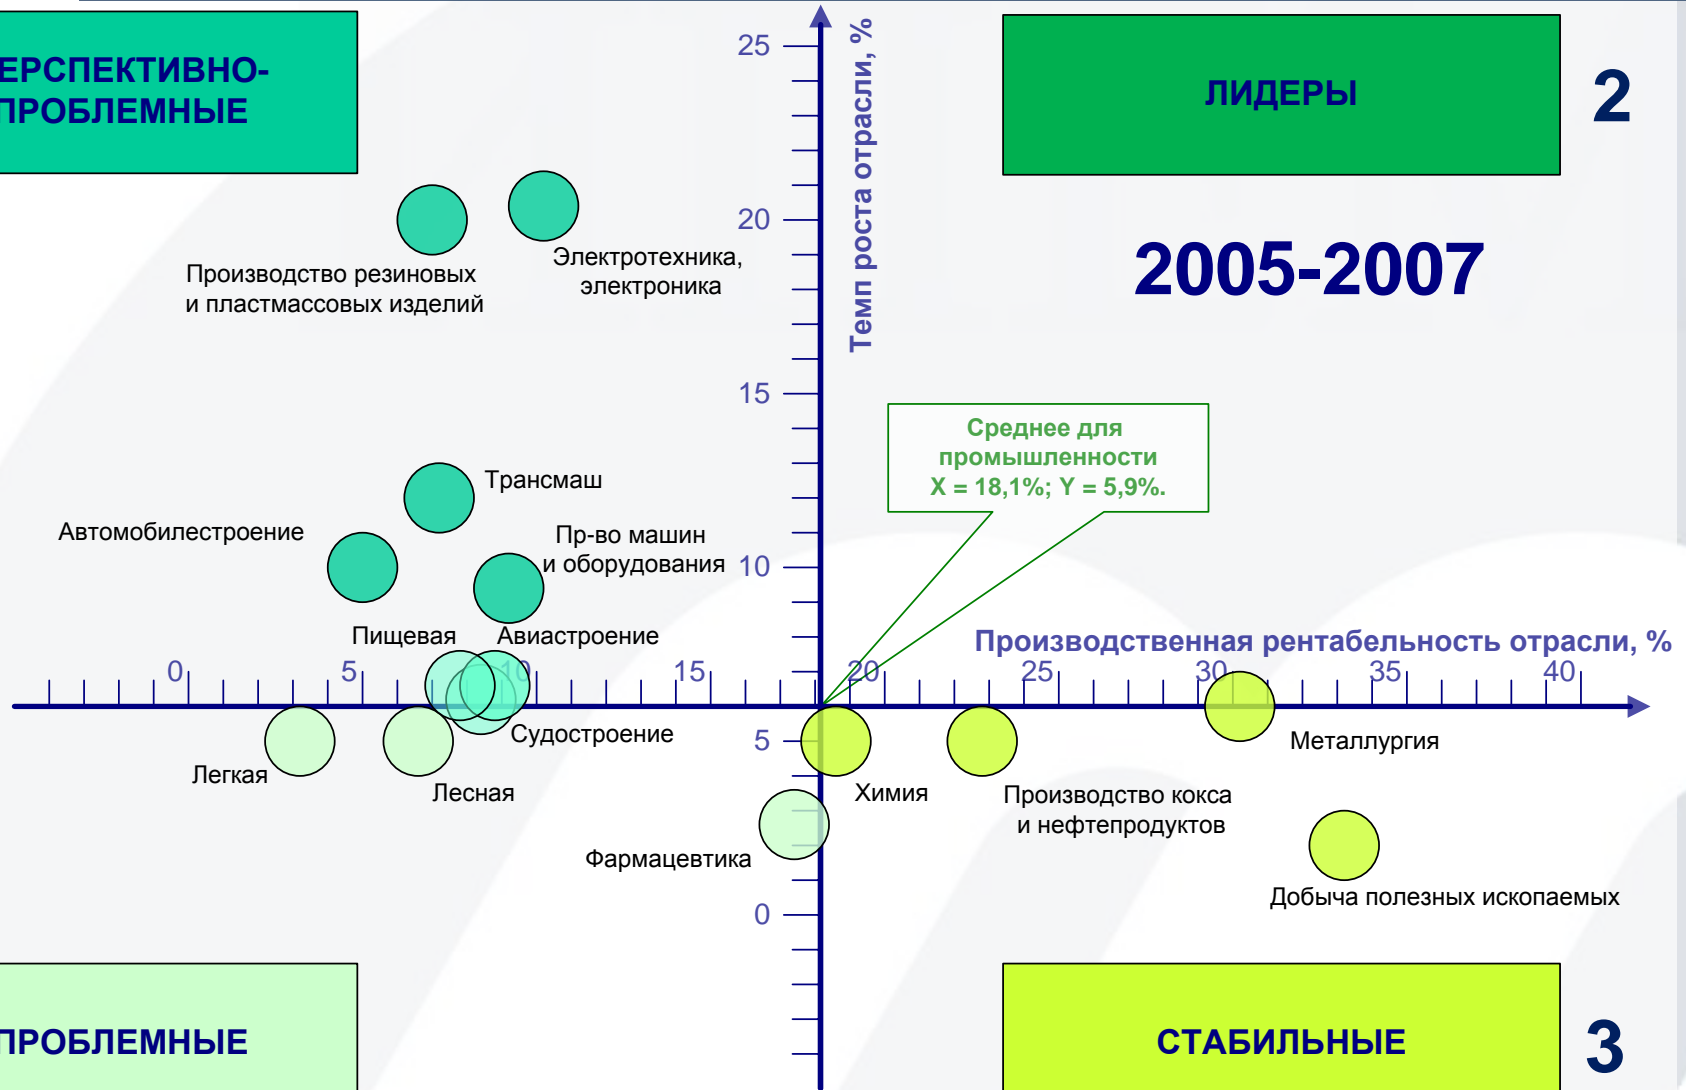 ЕРСПЕКТИВНО-
ПРОБЛЕМНЫЕ
ЛИДЕРЫ
2
2005-2007
Темп роста отрасли, %
25
20
15
10
5
0
Производство резиновых
и пластмассовых изделий
Электротехника,
электроника
Среднее для
промышленности
X = 18,1%; Y = 5,9%.
Трансмаш
Автомобилестроение
Пр-во машин
и оборудования
Пищевая
Авиастроение
Производственная рентабельность отрасли, %
0
5
10
15
20
25
30
35
40
Судостроение
Легкая
Лесная
Химия
Производство кокса
и нефтепродуктов
Металлургия
Фармацевтика
Добыча полезных ископаемых
ПРОБЛЕМНЫЕ
СТАБИЛЬНЫЕ
3